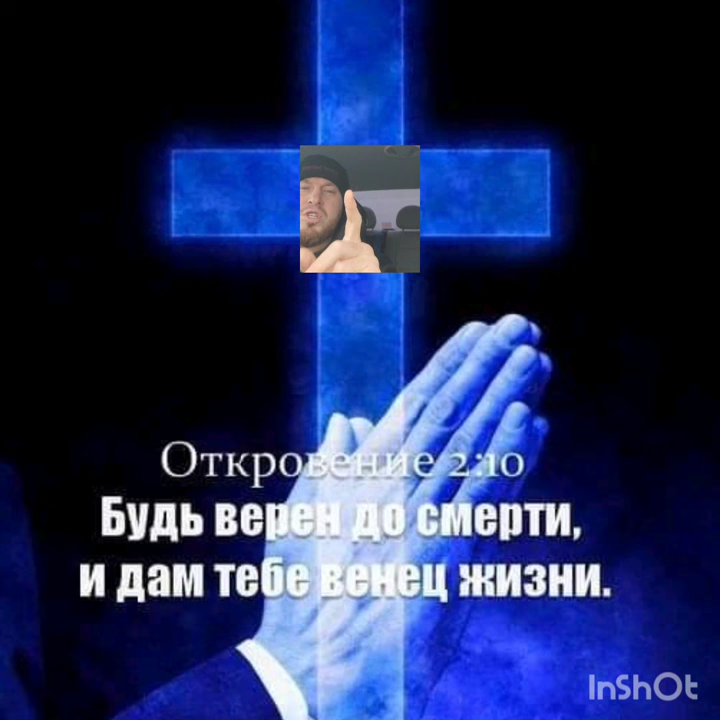 Откровение 2:10
Будь верен до смерти,
и дам тебе венец жизни.
InShOt